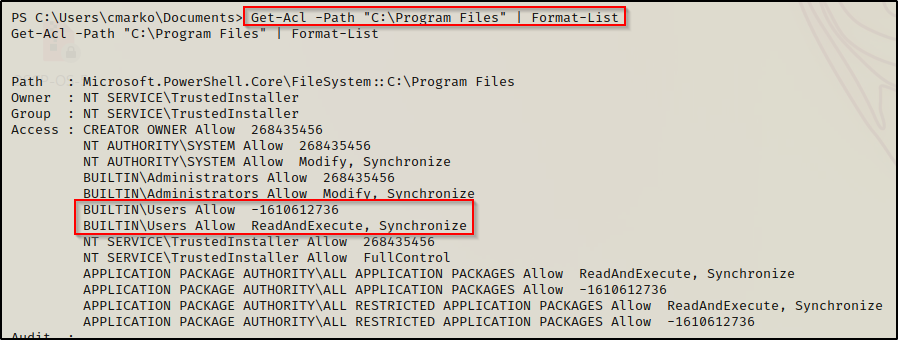 PS C:\Users\cmarko\Documents> Get-Acl -Path "C:\Program Files" | Format-List
Get-Acl -Path "C:\Program Files" | Format-List
Path   : Microsoft.PowerShell.Core\FileSystem::C:\Program Files
Owner  : NT SERVICE\TrustedInstaller
Group  : NT SERVICE\TrustedInstaller
Access : CREATOR OWNER Allow  268435456
NT AUTHORITY\SYSTEM Allow  268435456
NT AUTHORITY\SYSTEM Allow  Modify, Synchronize
BUILTIN\Administrators Allow  268435456
BUILTIN\Administrators Allow  Modify, Synchronize
BUILTIN\Users Allow  -1610612736
BUILTIN\Users Allow  ReadAndExecute, Synchronize
NT SERVICE\TrustedInstaller Allow  268435456
NT SERVICE\TrustedInstaller Allow  FullControl
APPLICATION PACKAGE AUTHORITY\ALL APPLICATION PACKAGES Allow  ReadAndExecute, Synchronize
APPLICATION PACKAGE AUTHORITY\ALL APPLICATION PACKAGES Allow  -1610612736
APPLICATION PACKAGE AUTHORITY\ALL RESTRICTED APPLICATION PACKAGES Allow  ReadAndExecute, Synchronize
APPLICATION PACKAGE AUTHORITY\ALL RESTRICTED APPLICATION PACKAGES Allow  -1610612736
Audit  :